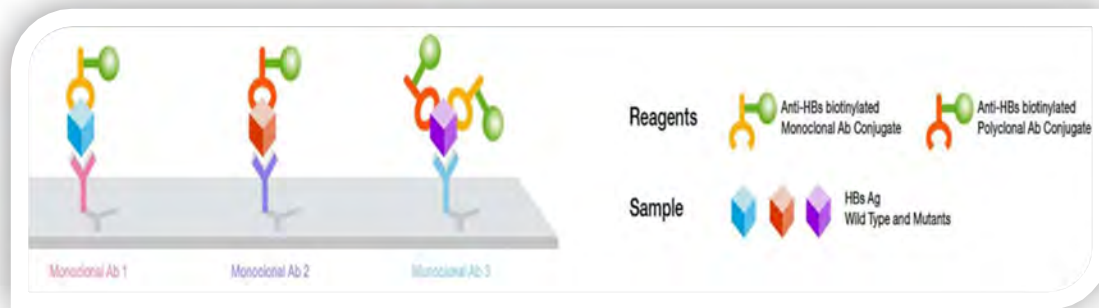 Reagents
Anti-HBs biotinylated
Monoclonal Ab Conjugate
Anti-HBs biotinylated
Polyclonal Ab Conjugate
Sample
HBs Ag
Wild Type and Mutants
Monoclonal Ab 1
Monoclonal Ab 2
Monoclonal Ab 3